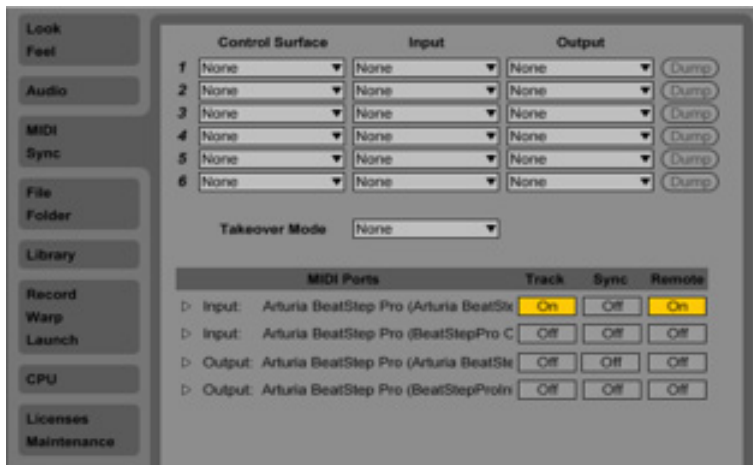 Look
Feel
Audio
MIDI
Sync
File
Folder
Library
Record
Warp
Launch
CPU
Licenses
Maintenance
Control Surface Input Output
1 None None None Dump
2 None None None Dump
3 None None None Dump
4 None None None Dump
5 None None None Dump
6 None None None Dump
Takeover Mode None
MIDI Ports Track Sync Remote
Input: Arturia BeatStep Pro (Arturia BeatSte On Off On
Input: Arturia BeatStep Pro (BeatStepPro C Off Off Off
Output: Arturia BeatStep Pro (Arturia BeatSte Off Off Off
Output: Arturia BeatStep Pro (BeatStepProIn Off Off Off